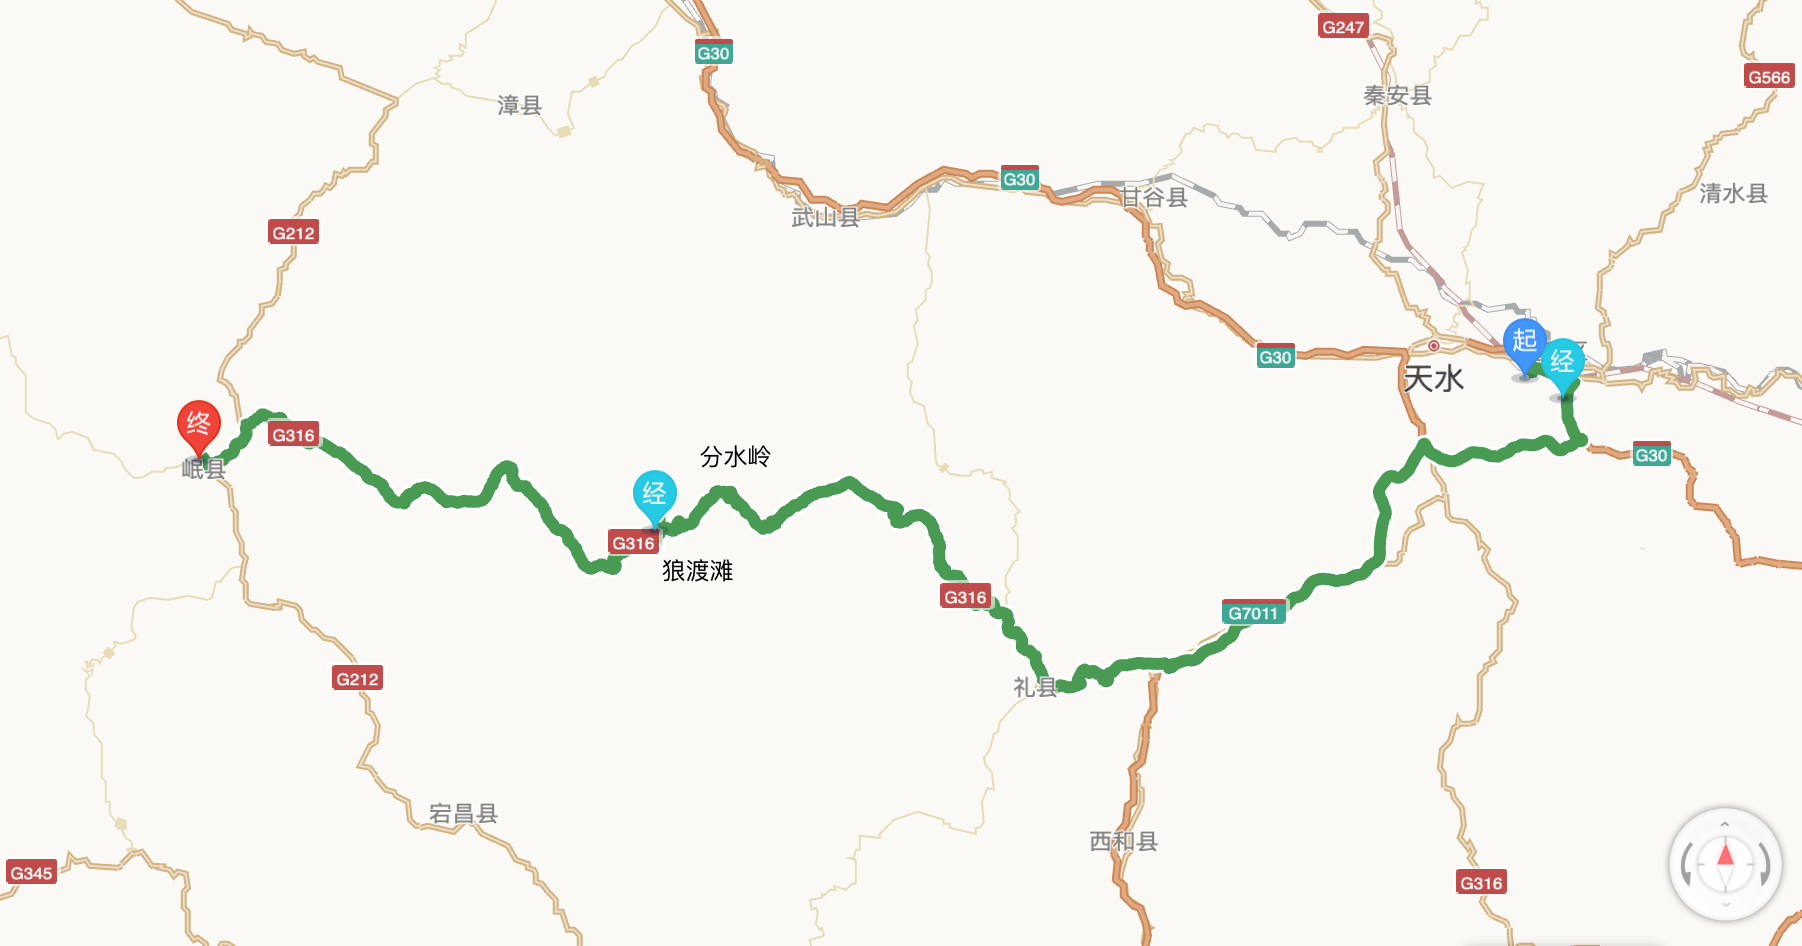 G247
G30
G566
秦安县
漳县
G30
清水县
甘谷县
武山县
G212
起
G30
经
天水
终
G316
岷县
G30
分水岭
经
G316
狼渡滩
G316
G7011
礼县
G212
宕昌县
西和县
G345
G316